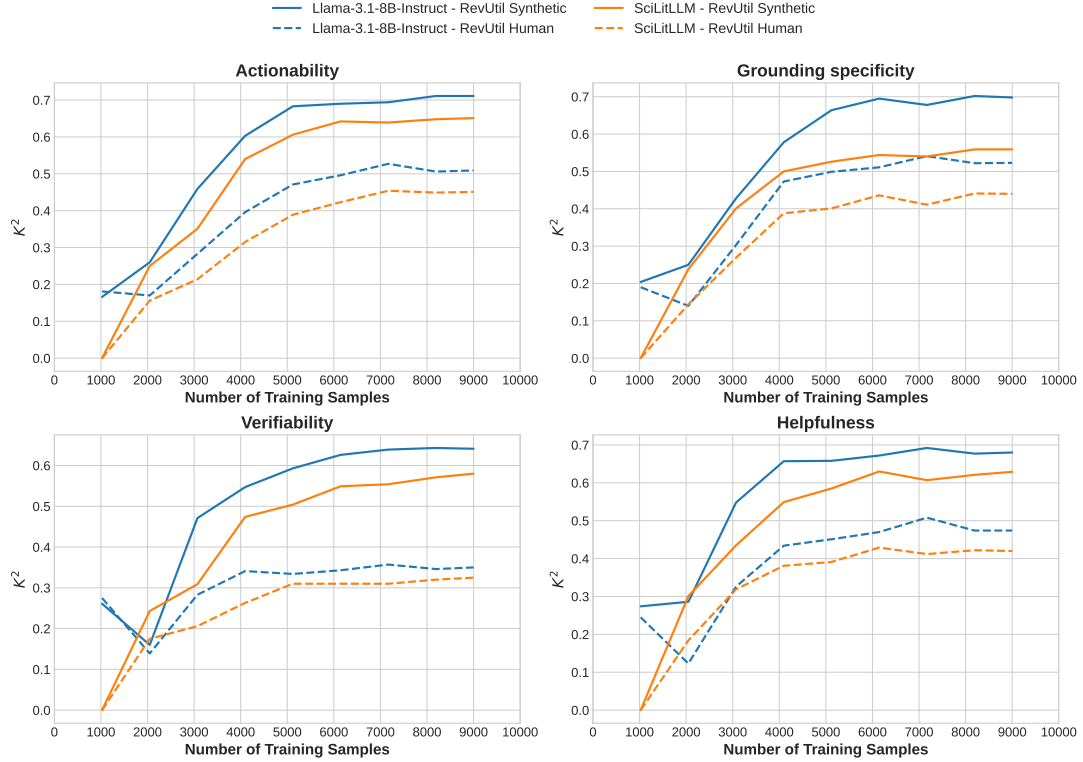 Llama-3.1-8B-Instruct - RevUtil Synthetic
SciLitLLM - RevUtil Synthetic
Llama-3.1-8B-Instruct - RevUtil Human
SciLitLLM - RevUtil Human
Actionability
0.7
0.6
0.5
0.4
0.3
0.2
0.1
0.0
K²
0 1000 2000 3000 4000 5000 6000 7000 8000 9000 10000
Number of Training Samples
Grounding specificity
0.7
0.6
0.5
0.4
0.3
0.2
0.1
0.0
K²
0 1000 2000 3000 4000 5000 6000 7000 8000 9000 10000
Number of Training Samples
Verifiability
0.6
0.5
0.4
0.3
0.2
0.1
0.0
K²
0 1000 2000 3000 4000 5000 6000 7000 8000 9000 10000
Number of Training Samples
Helpfulness
0.7
0.6
0.5
0.4
0.3
0.2
0.1
0.0
K²
0 1000 2000 3000 4000 5000 6000 7000 8000 9000 10000
Number of Training Samples